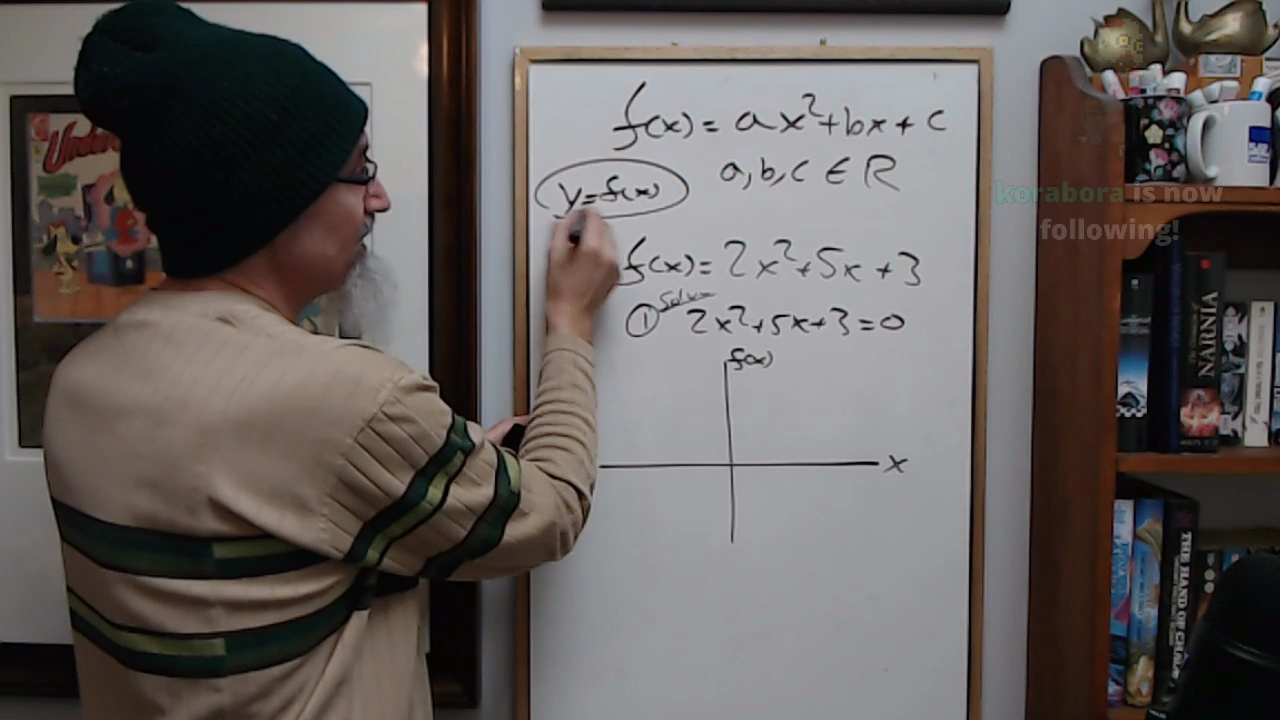 f(x) = ax²+bx+c
a,b,c ∈ R
y=f(x)
f(x)= 2x²+5x+3
① Solve 2x²+5x+3=0
f(x)
x
korabora is now
following!
NARNIA
THE HAND OF CHAOS